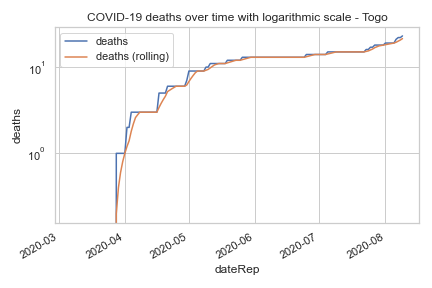 COVID-19 deaths over time with logarithmic scale - Togo
deaths
deaths (rolling)
10¹
10⁰
deaths
2020-03
2020-04
2020-05
2020-06
2020-07
2020-08
dateRep